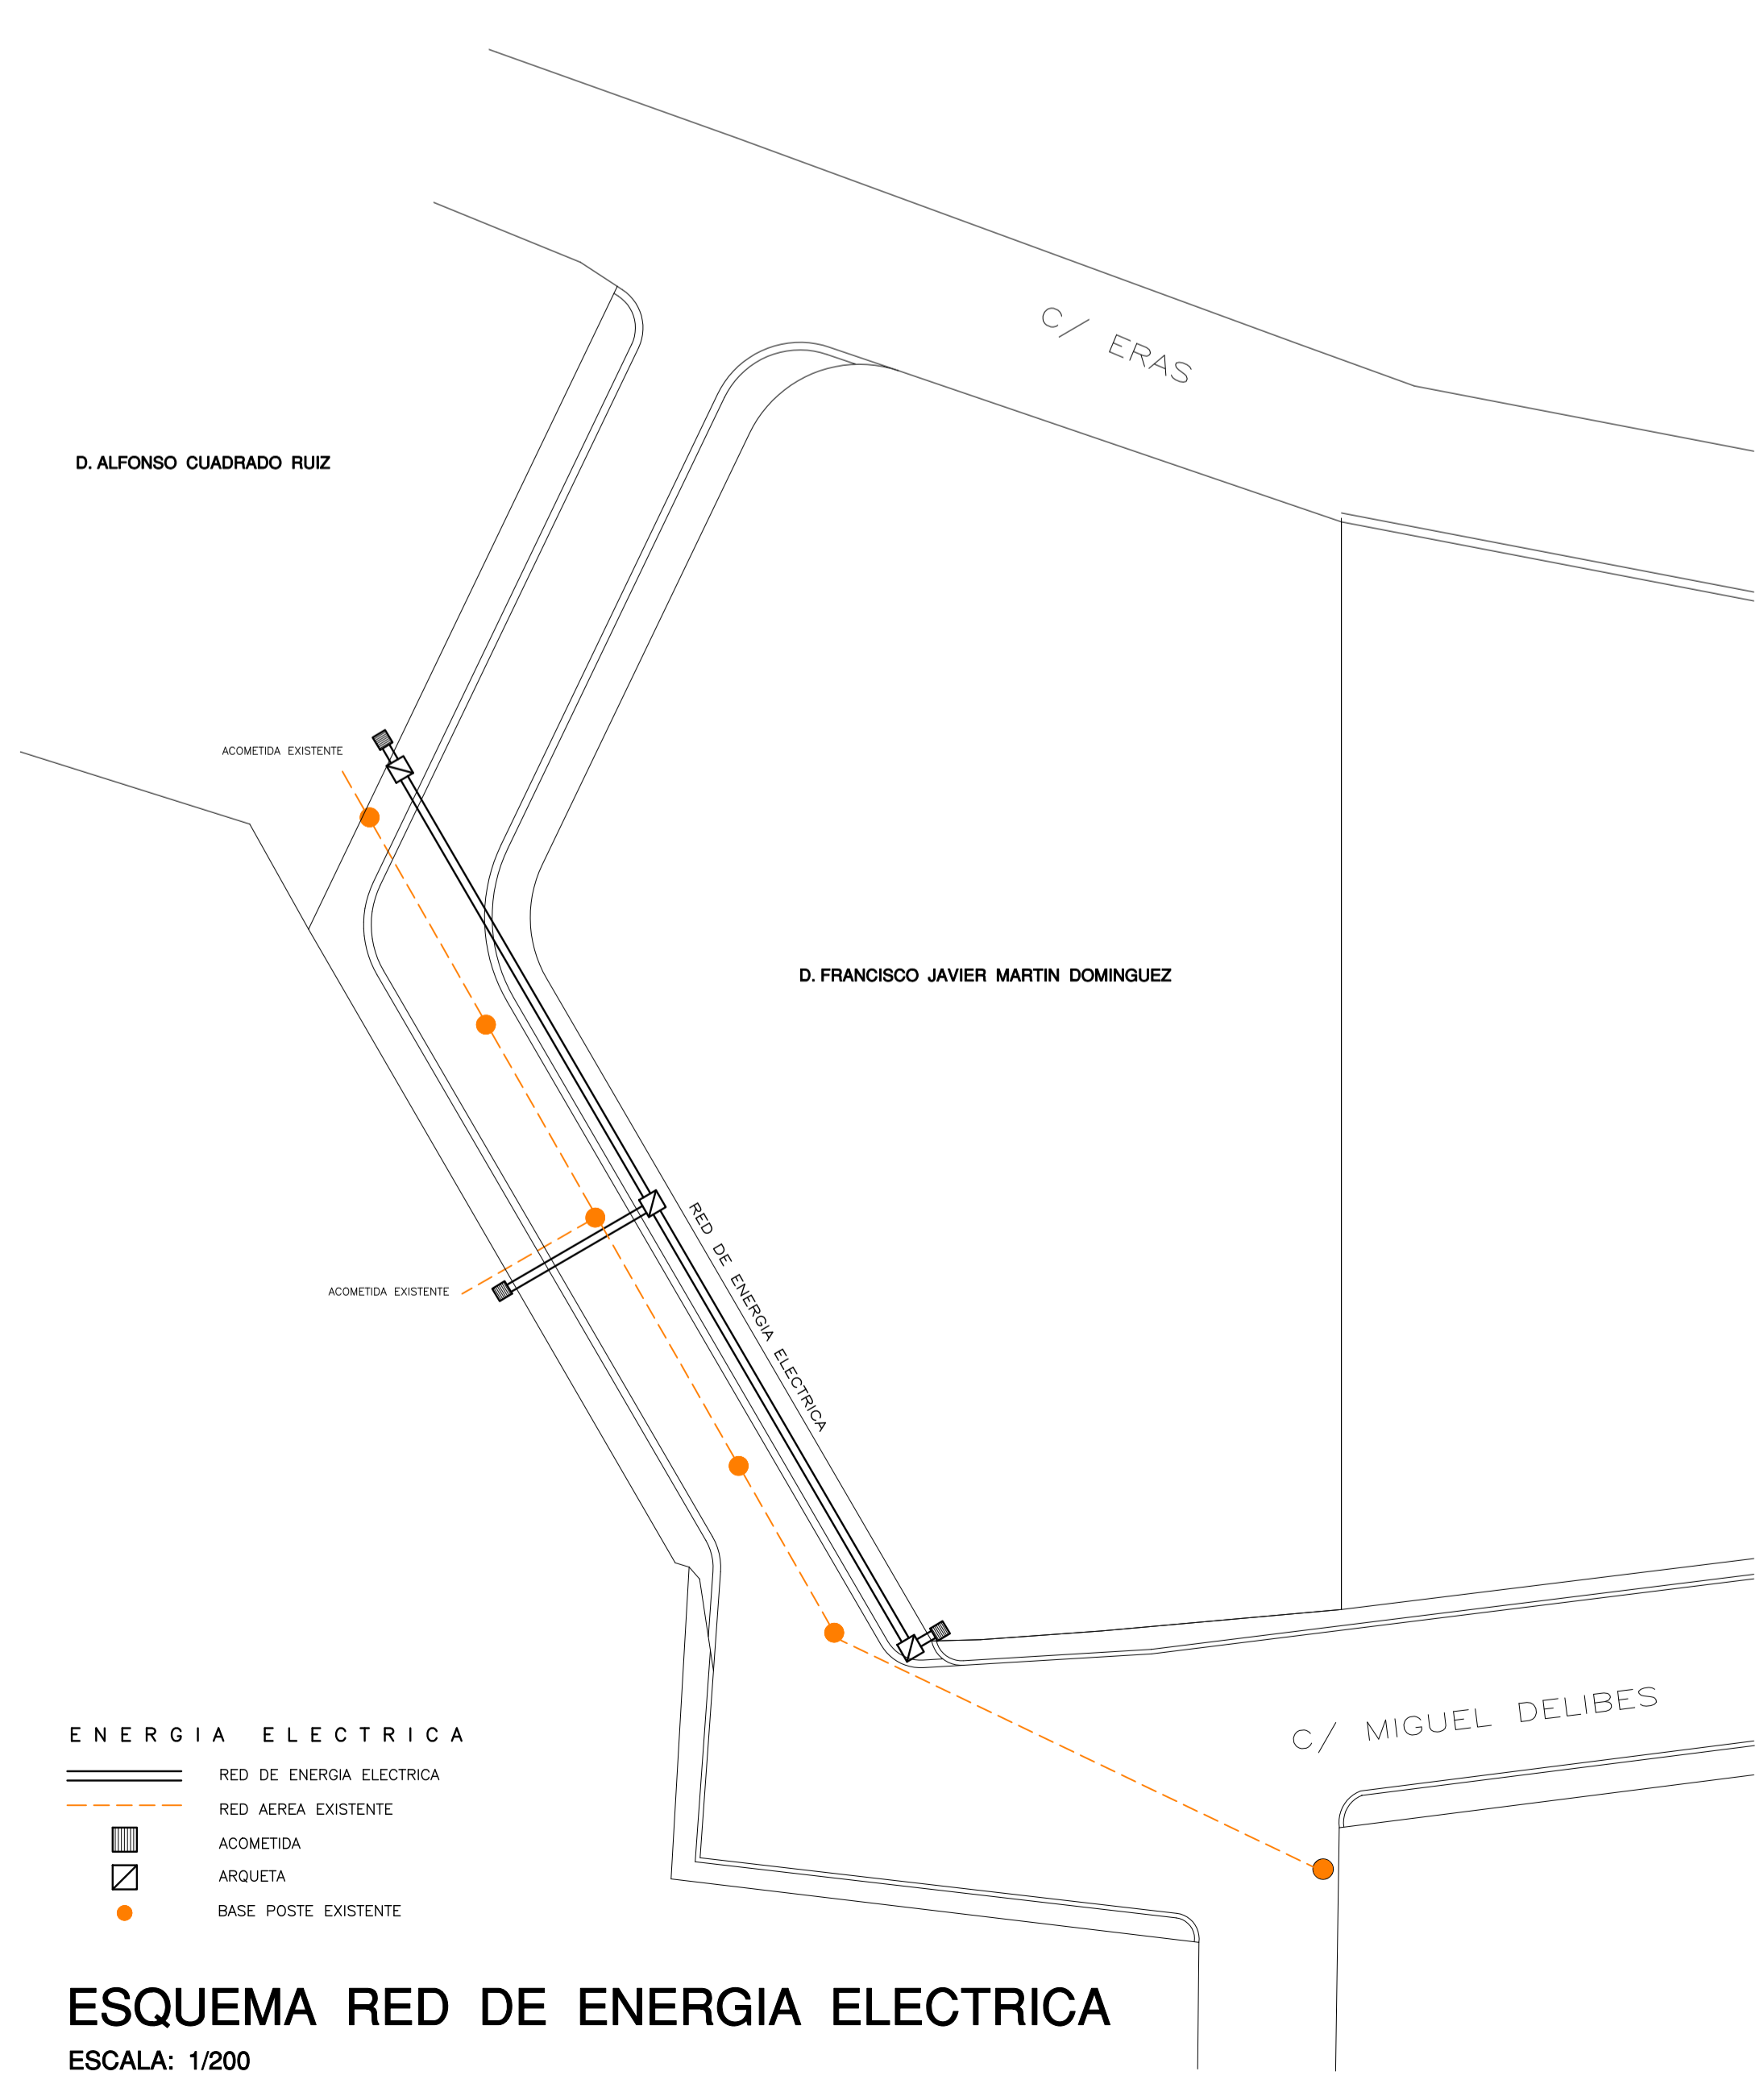 C/ ERAS
D. ALFONSO CUADRADO RUIZ
ACOMETIDA EXISTENTE
D. FRANCISCO JAVIER MARTIN DOMINGUEZ
RED DE ENERGIA ELECTRICA
ACOMETIDA EXISTENTE
C/ MIGUEL DELIBES
ENERGIA ELECTRICA
RED DE ENERGIA ELECTRICA
RED AEREA EXISTENTE
ACOMETIDA
ARQUETA
BASE POSTE EXISTENTE
ESQUEMA RED DE ENERGIA ELECTRICA
ESCALA: 1/200